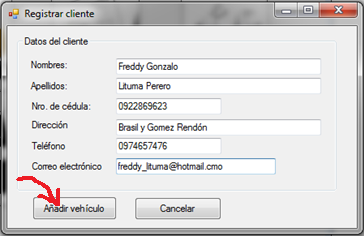 Registrar cliente
Datos del cliente
Nombres: Freddy Gonzalo
Apellidos: Lituma Perero
Nro. de cédula: 0922869623
Dirección Brasil y Gomez Rendón
Teléfono 0974657476
Correo electrónico freddy_lituma@hotmail.cmo
Añadir vehículo Cancelar